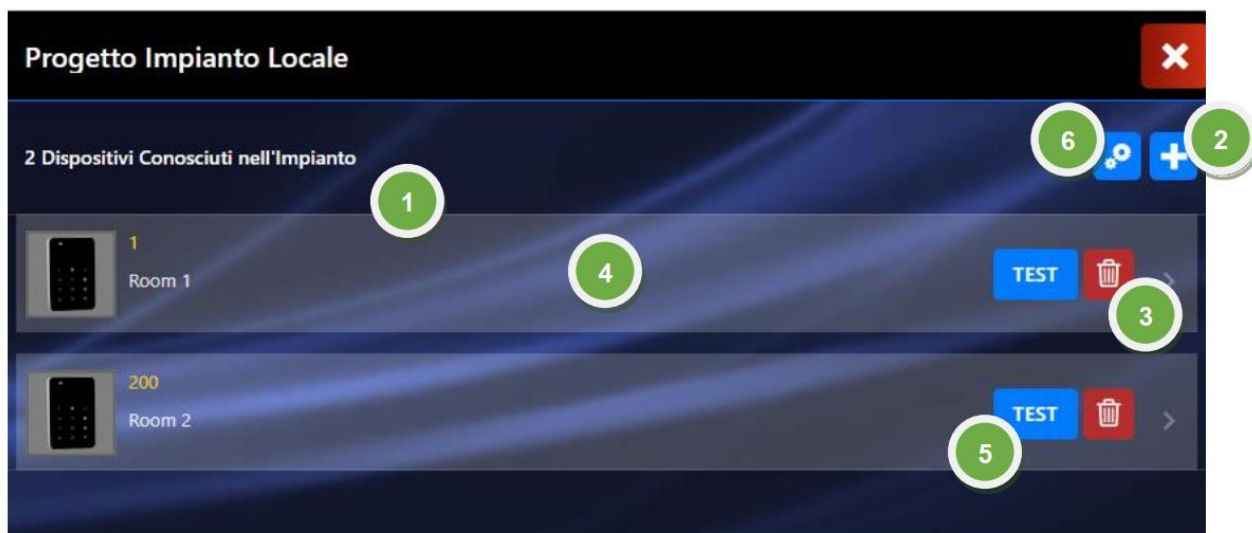 Progetto Impianto Locale
6
2
2 Dispositivi Conosciuti nell'Impianto
1
1
Room 1
4
TEST
3
200
Room 2
TEST
5